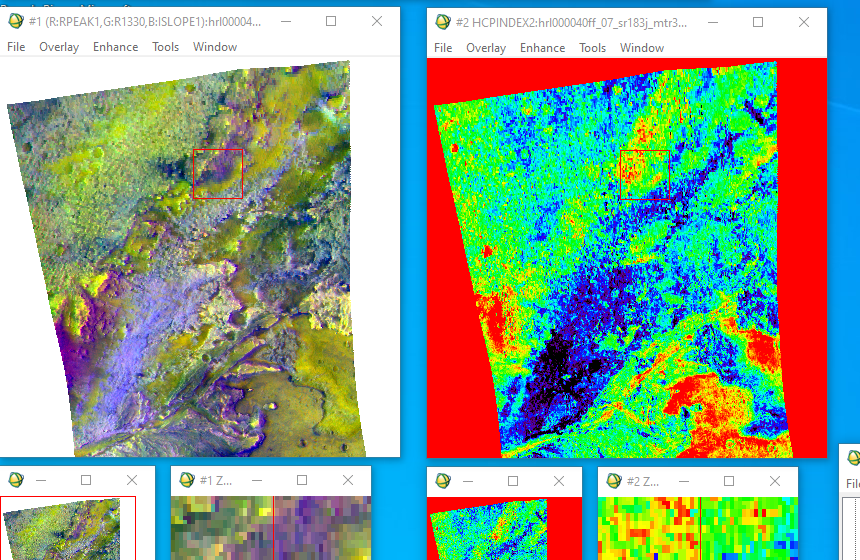 #1 (R:RPEAK1,G:R1330,B:ISLOPE1):hrl00004...
File Overlay Enhance Tools Window
#2 HCPINDEX2:hrl000040ff_07_sr183j_mtr3...
File Overlay Enhance Tools Window
#1 Z...
#2 Z...